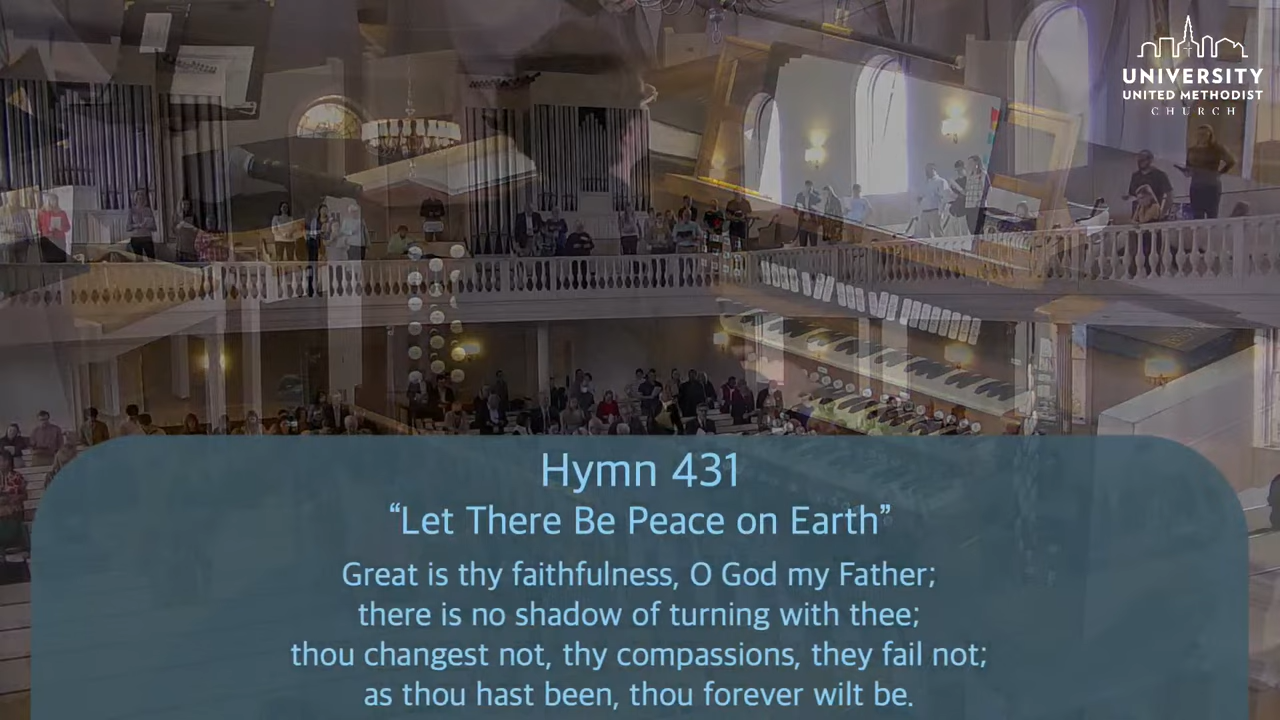 UNIVERSITY
UNITED METHODIST
CHURCH
Hymn 431
“Let There Be Peace on Earth”
Great is thy faithfulness, O God my Father;
there is no shadow of turning with thee;
thou changest not, thy compassions, they fail not;
as thou hast been, thou forever wilt be.